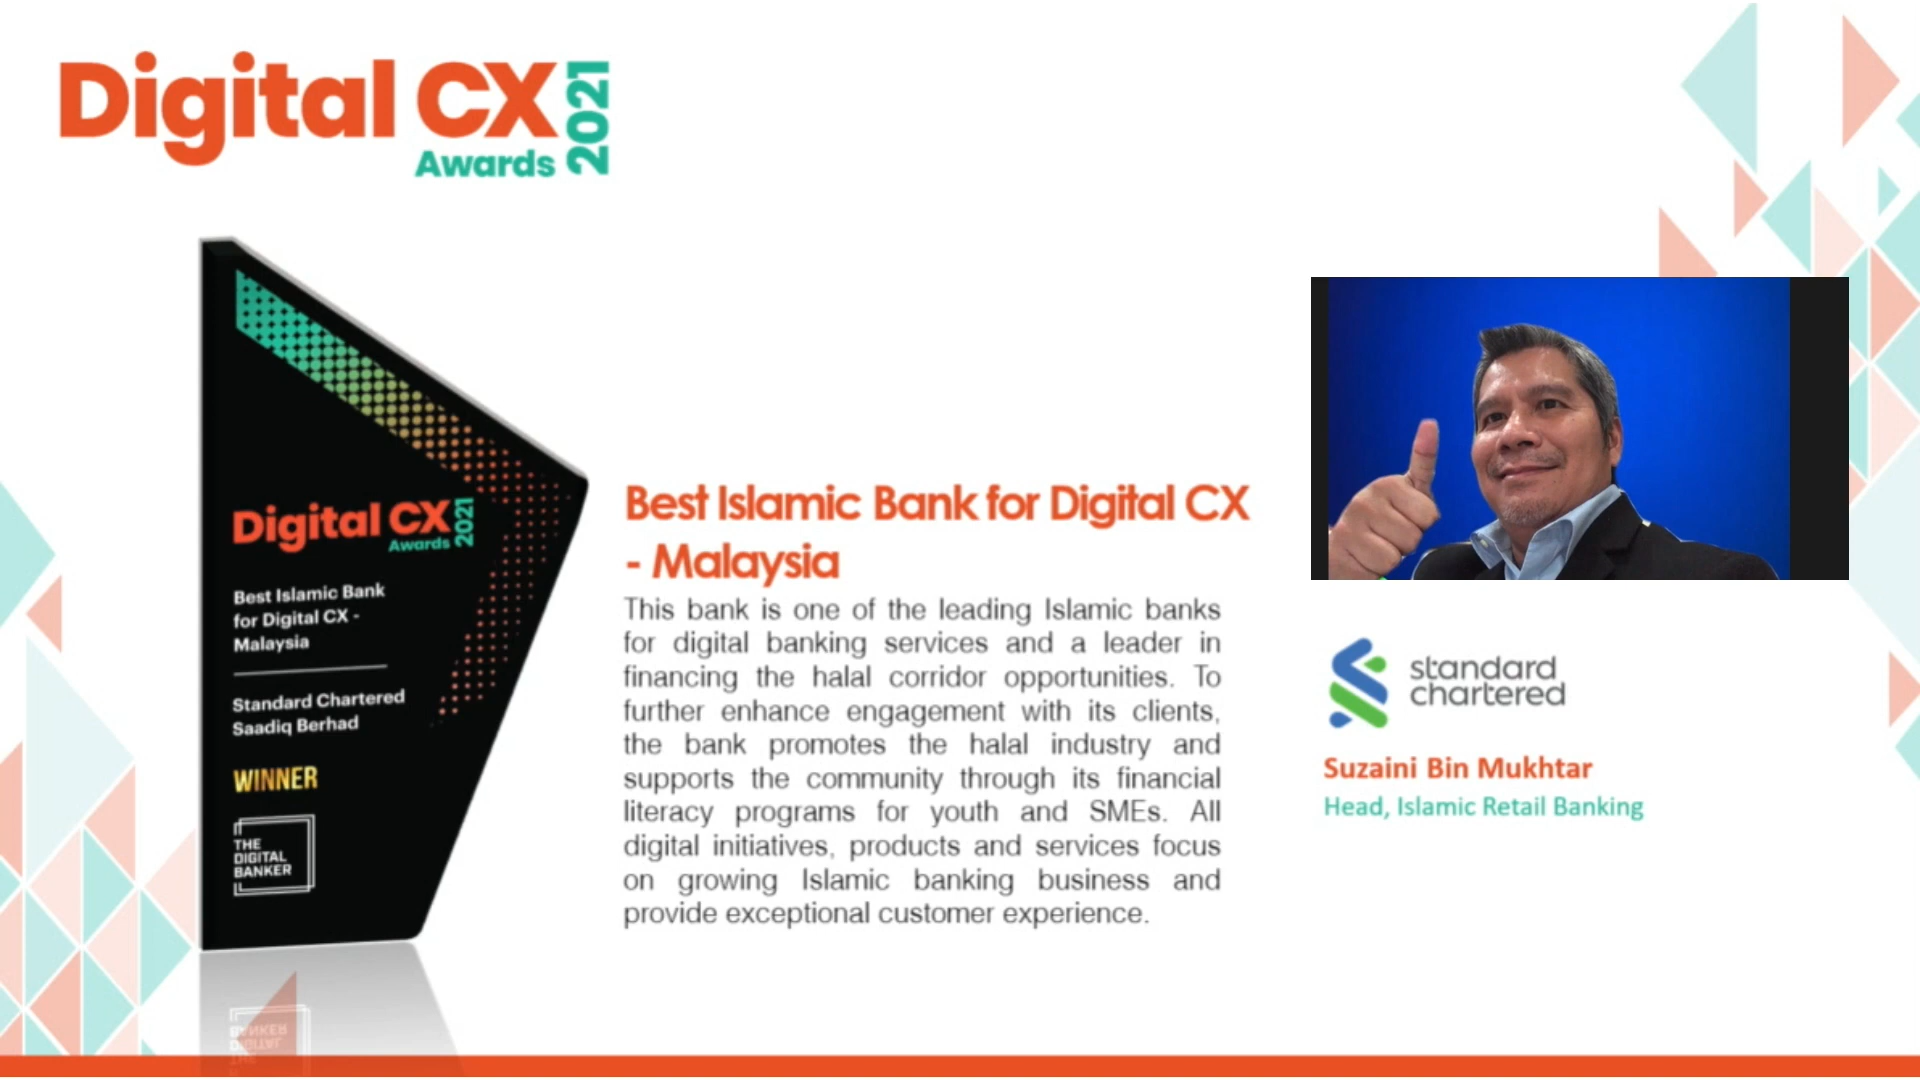 Digital CX
Awards
2021
Digital CX
Awards
2021
Best Islamic Bank
for Digital CX -
Malaysia
Standard Chartered
Saadiq Berhad
WINNER
THE
DIGITAL
BANKER
Best Islamic Bank for Digital CX
- Malaysia
This bank is one of the leading Islamic banks
for digital banking services and a leader in
financing the halal corridor opportunities. To
further enhance engagement with its clients,
the bank promotes the halal industry and
supports the community through its financial
literacy programs for youth and SMEs. All
digital initiatives, products and services focus
on growing Islamic banking business and
provide exceptional customer experience.
standard
chartered
Suzaini Bin Mukhtar
Head, Islamic Retail Banking